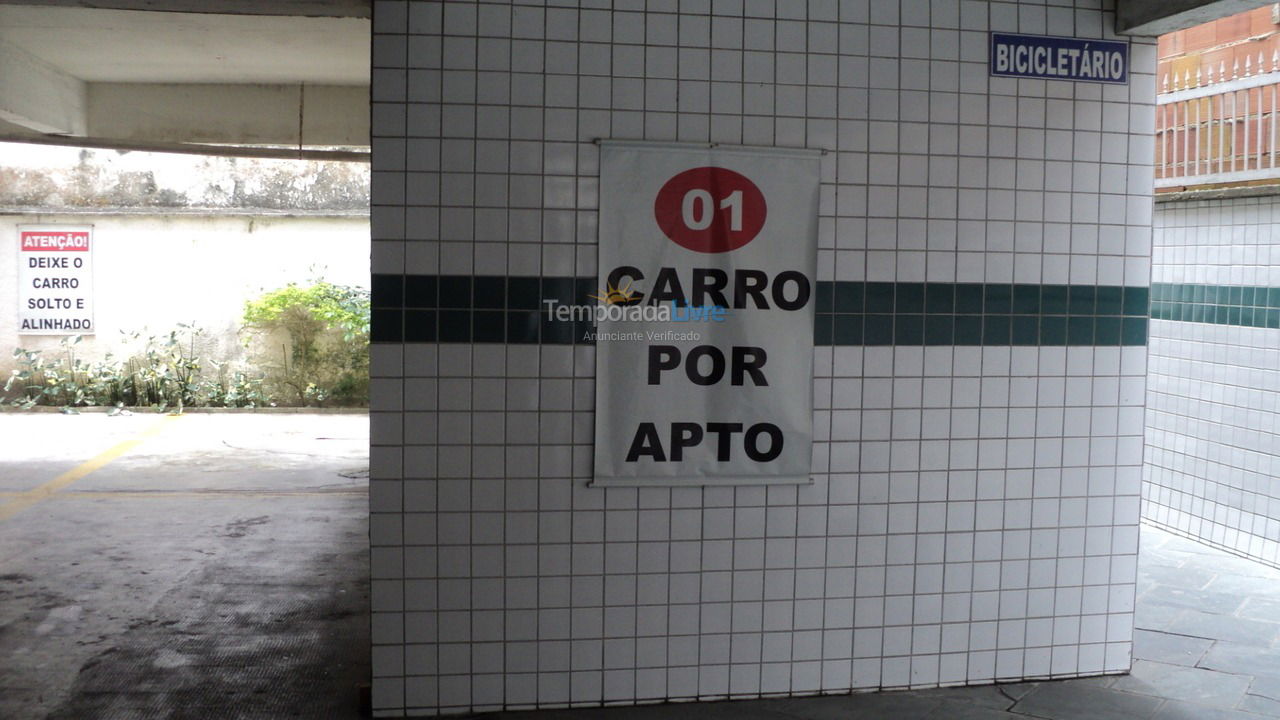 BICICLETÁRIO
01
CARRO
POR
APTO
TemporadaLivre
Anunciante Verificado
ATENÇÃO!
DEIXE O
CARRO
SOLTO E
ALINHADO